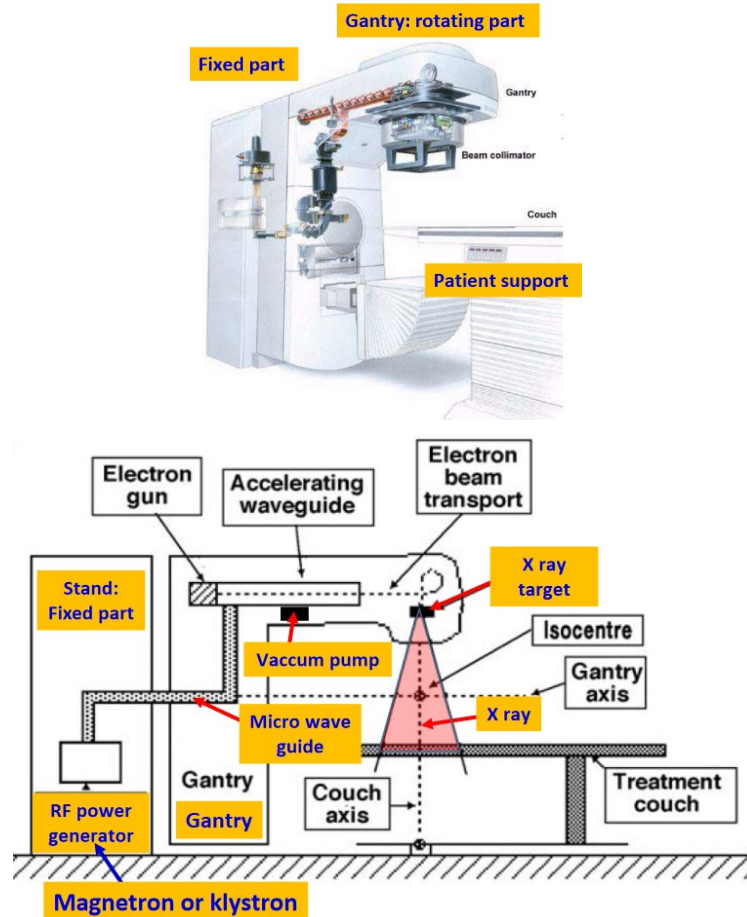 Gantry: rotating part
Fixed part
Gantry
Beam collimator
Couch
Patient support
Electron
gun
Accelerating
waveguide
Electron
beam
transport
Stand:
Fixed part
X ray
target
Vaccum pump
Isocentre
Gantry
axis
X ray
Micro wave
guide
Gantry
Gantry
Couch
axis
Treatment
couch
RF power
generator
Magnetron or klystron